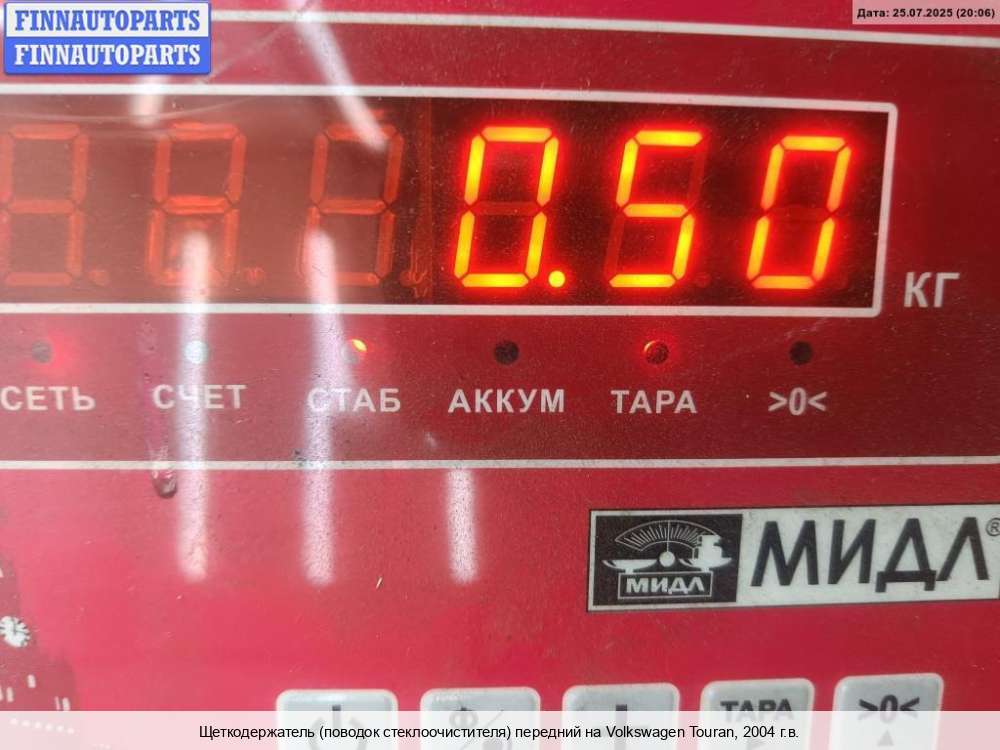 FINNAUTOPARTS
FINNAUTOPARTS
Дата: 25.07.2025 (20:06)
0.50
КГ
СЕТЬ СЧЕТ СТАБ АККУМ ТАРА >0<
МИДЛ МИДЛ®
ТАРА >0<
Щеткодержатель (поводок стеклоочистителя) передний на Volkswagen Touran, 2004 г.в.